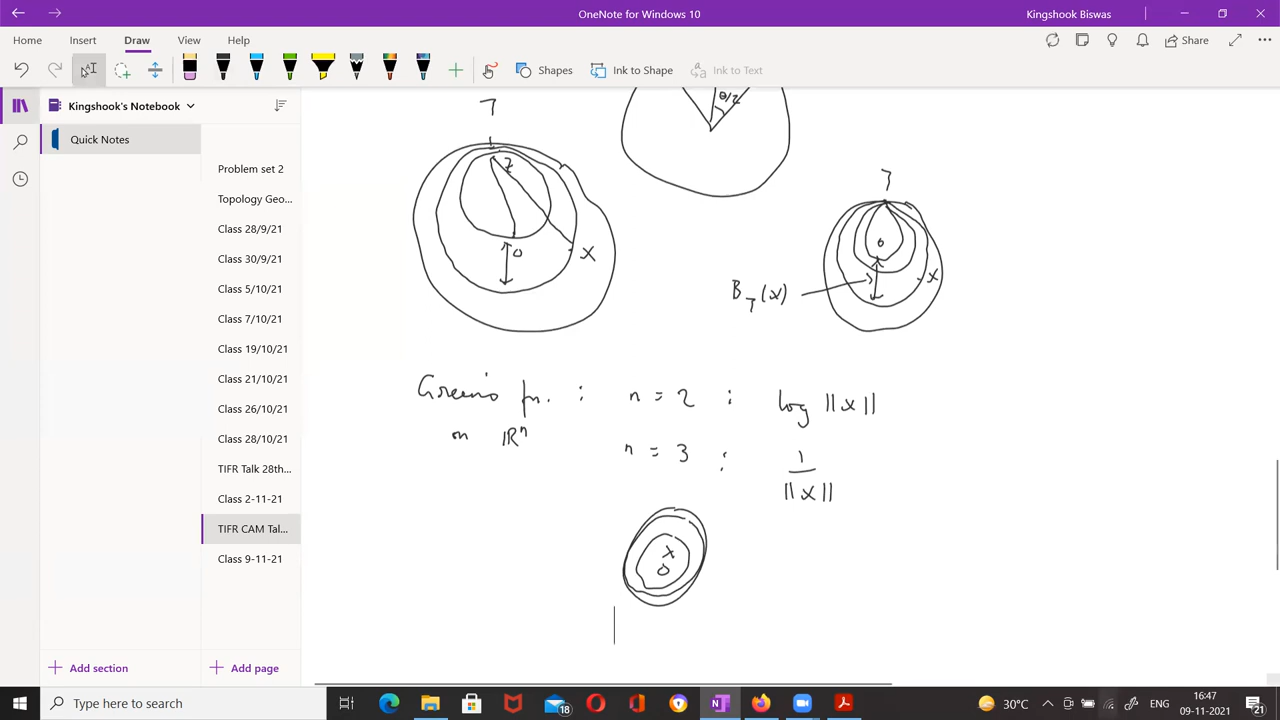 OneNote for Windows 10
Kingshook Biswas
Home Insert Draw View Help
Share
Shapes
Ink to Shape
Ink to Text
Kingshook's Notebook
Quick Notes
Problem set 2
Topology Geo...
Class 28/9/21
Class 30/9/21
Class 5/10/21
Class 7/10/21
Class 19/10/21
Class 21/10/21
Class 26/10/21
Class 28/10/21
TIFR Talk 28th...
Class 2-11-21
TIFR CAM Tal...
Class 9-11-21
Add section
Add page
θ/2
z
o
x
o
x
(x)
Green's fn. : n = 2 : log ||x||
on ℝⁿ
n = 3 : 1/||x||
x
o
Type here to search
18
30°C
ENG
16:47
09-11-2021
21